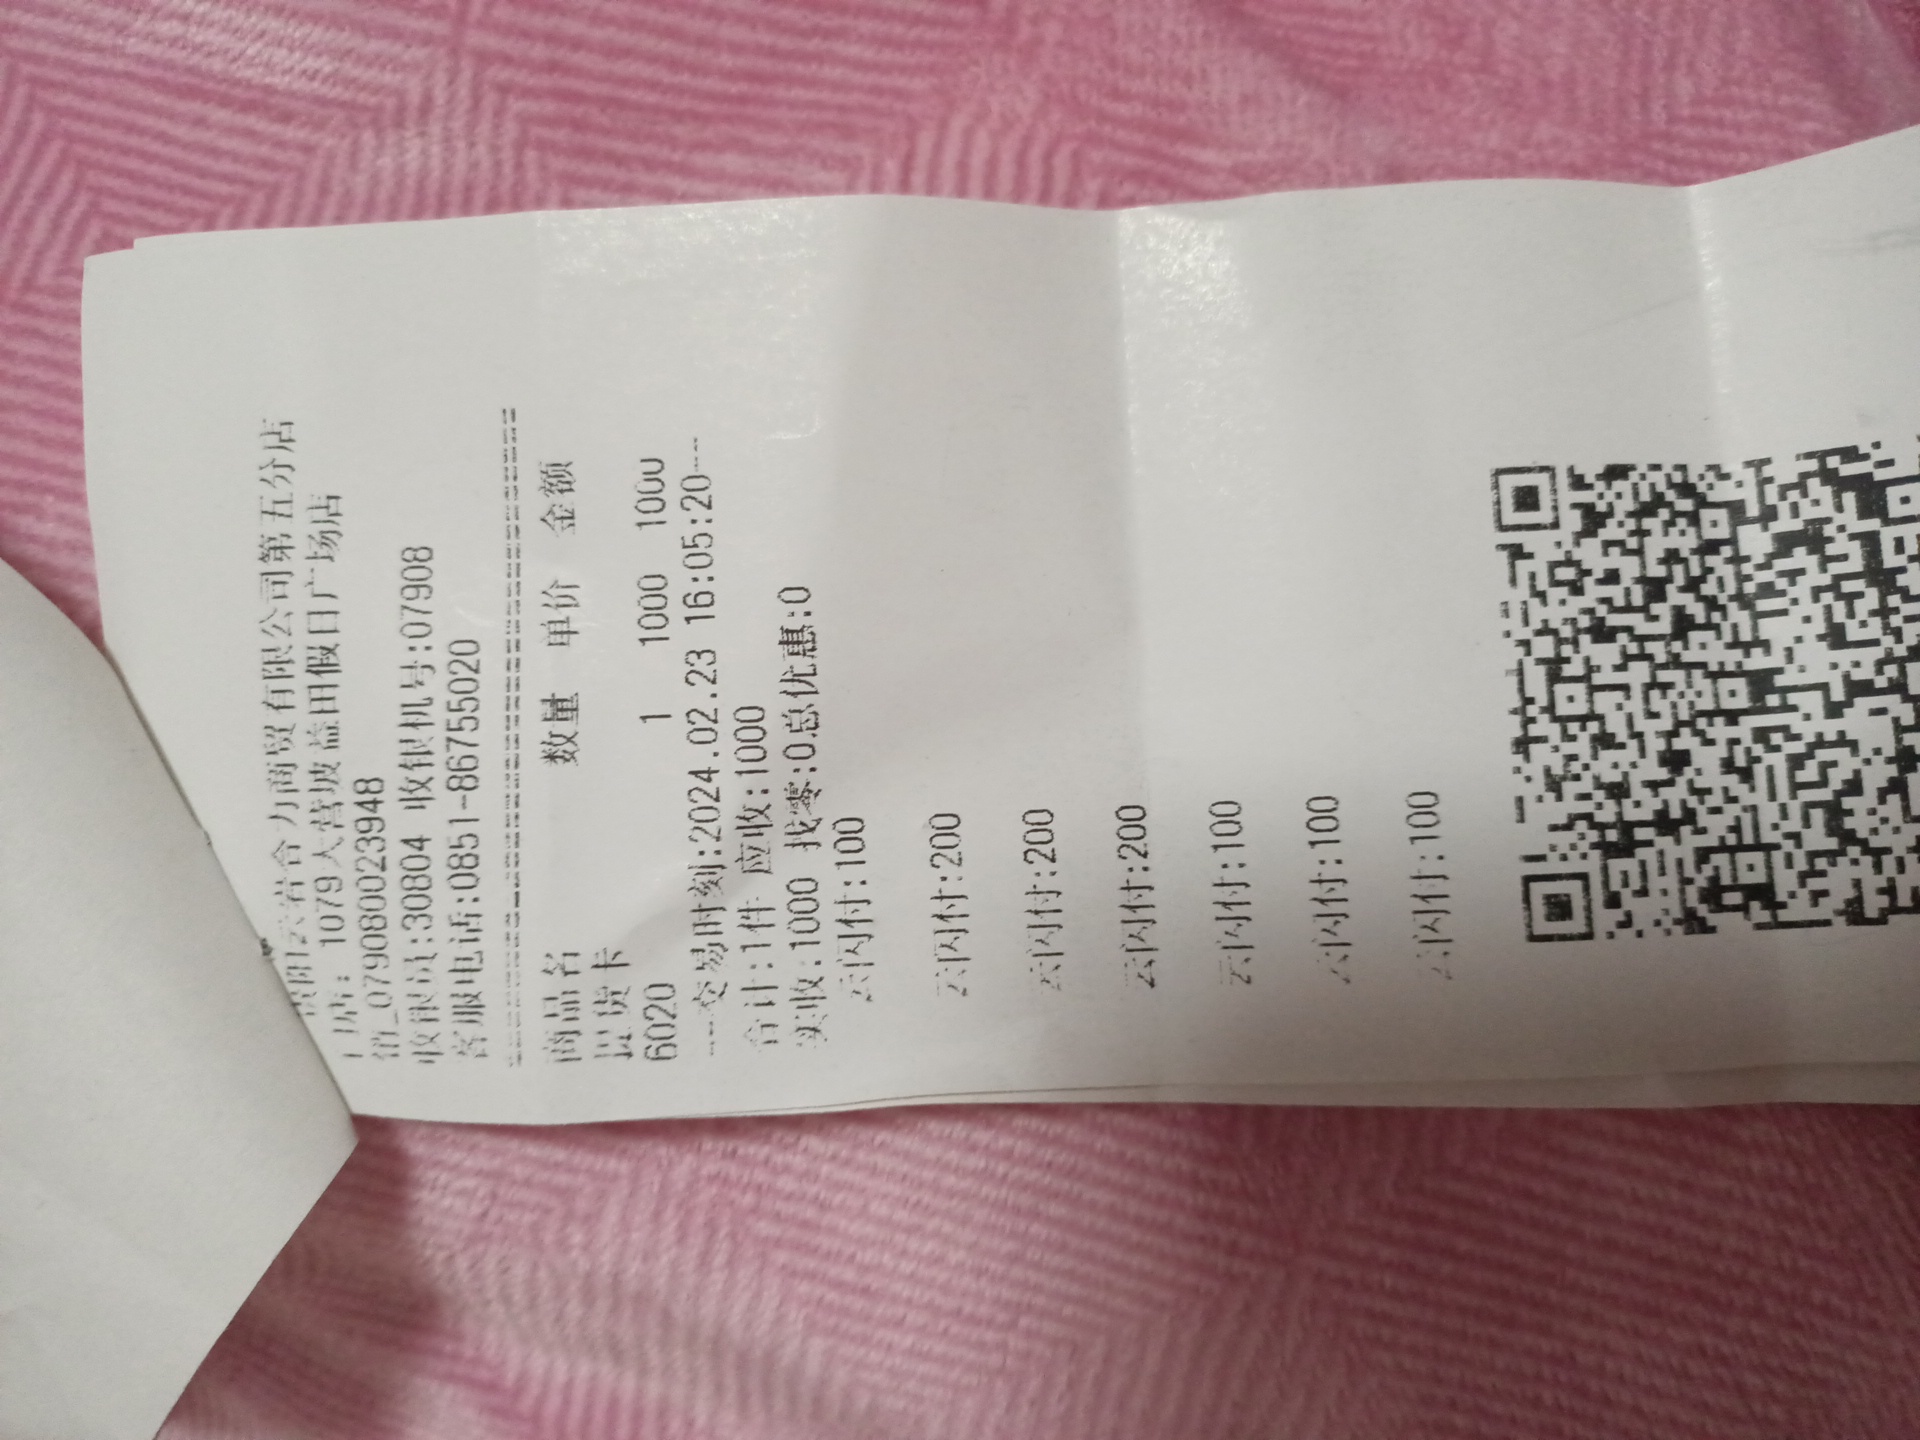 贵阳云岩合力商贸有限公司第五分店
门店: 1079大营坡益田假日广场店
销_0790800023948
收银员:30804 收银机号:07908
客服电话:0851-86755020
商品名 数量 单价 金额
提货卡
6020 1 1000 1000
---交易时刻:2024.02.23 16:05:20---
合计:1件 应收:1000
实收:1000 找零:0总优惠:0
云闪付:100
云闪付:200
云闪付:200
云闪付:200
云闪付:100
云闪付:100
云闪付:100